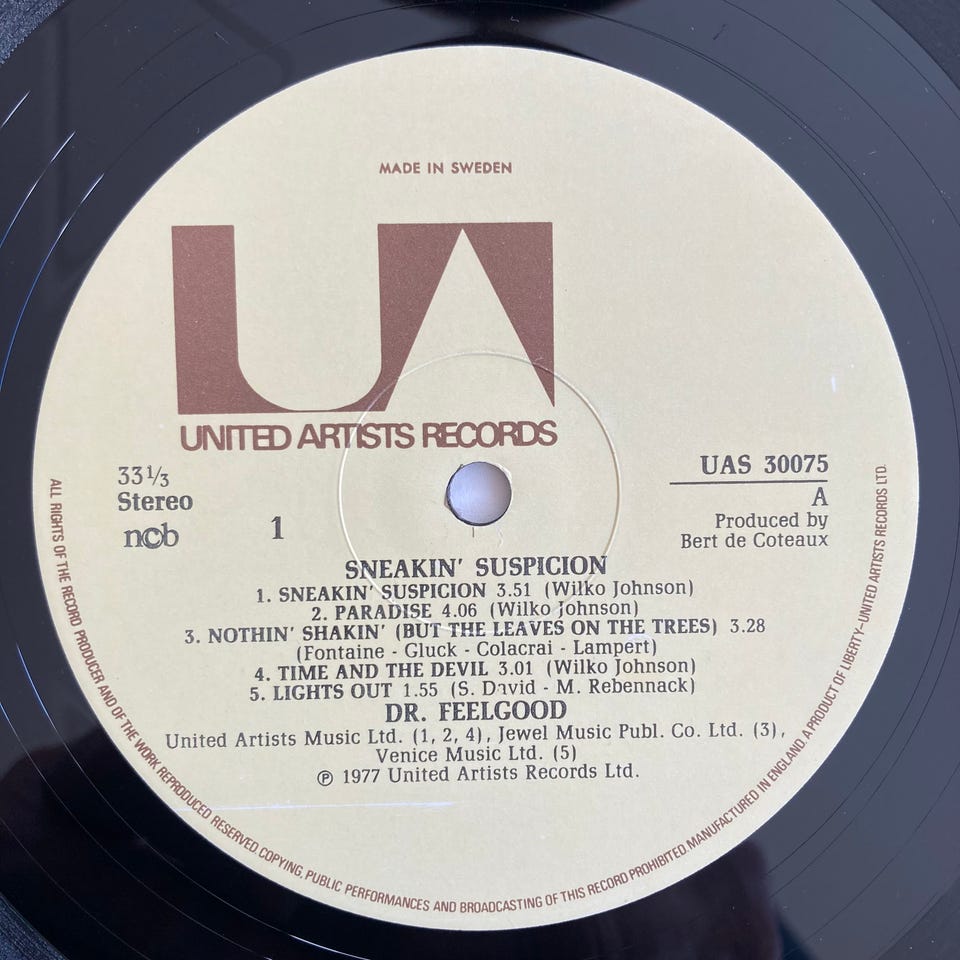 MADE IN SWEDEN
UA
UNITED ARTISTS RECORDS
33 1/3
Stereo
ncb
1
UAS 30075
A
Produced by
Bert de Coteaux
SNEAKIN' SUSPICION
1. SNEAKIN' SUSPICION 3.51 (Wilko Johnson)
2. PARADISE 4.06 (Wilko Johnson)
3. NOTHIN' SHAKIN' (BUT THE LEAVES ON THE TREES) 3.28
(Fontaine - Gluck - Colacrai - Lampert)
4. TIME AND THE DEVIL 3.01 (Wilko Johnson)
5. LIGHTS OUT 1.55 (S. David - M. Rebennack)
DR. FEELGOOD
United Artists Music Ltd. (1, 2, 4), Jewel Music Publ. Co. Ltd. (3),
Venice Music Ltd. (5)
℗ 1977 United Artists Records Ltd.
ALL RIGHTS OF THE RECORD PRODUCER AND OF THE WORK REPRODUCED RESERVED. COPYING, PUBLIC PERFORMANCES AND BROADCASTING OF THIS RECORD PROHIBITED. MANUFACTURED IN ENGLAND. A PRODUCT OF LIBERTY-UNITED ARTISTS RECORDS LTD.